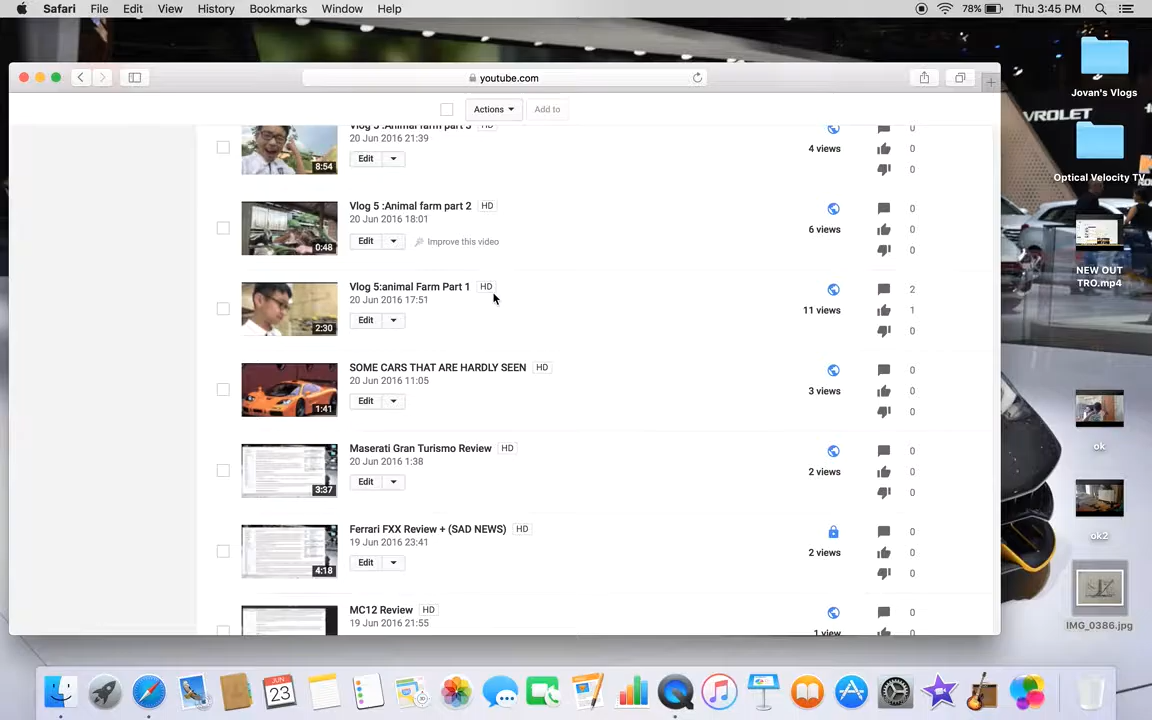 Safari File Edit View History Bookmarks Window Help 78% Thu 3:45 PM
youtube.com
Actions Add to
Vlog 5 :Animal farm part 3 HD
20 Jun 2016 21:39
Edit
8:54
4 views
0
0
0
Vlog 5 :Animal farm part 2 HD
20 Jun 2016 18:01
Edit Improve this video
0:48
6 views
0
0
0
Vlog 5:animal Farm Part 1 HD
20 Jun 2016 17:51
Edit
2:30
11 views
2
1
0
SOME CARS THAT ARE HARDLY SEEN HD
20 Jun 2016 11:05
Edit
1:41
3 views
0
0
0
Maserati Gran Turismo Review HD
20 Jun 2016 1:38
Edit
3:37
2 views
0
0
0
Ferrari FXX Review + (SAD NEWS) HD
19 Jun 2016 23:41
Edit
4:18
2 views
0
0
0
MC12 Review HD
19 Jun 2016 21:55
1 view
0
0
Jovan's Vlogs
VROLET
Optical Velocity TV
NEW OUT
TRO.mp4
ok
ok2
IMG_0386.jpg
JUN
23